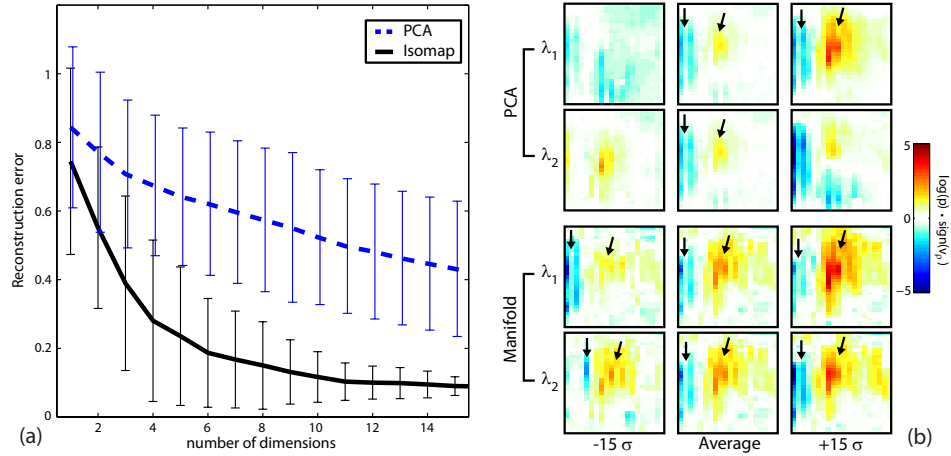 PCA
Isomap
Reconstruction error
1
0.8
0.6
0.4
0.2
0
2
4
6
8
10
12
14
number of dimensions
(a)
PCA
λ1
λ2
Manifold
λ1
λ2
-15 σ
Average
+15 σ
5
0
−5
log(p) • sign(vp)
(b)